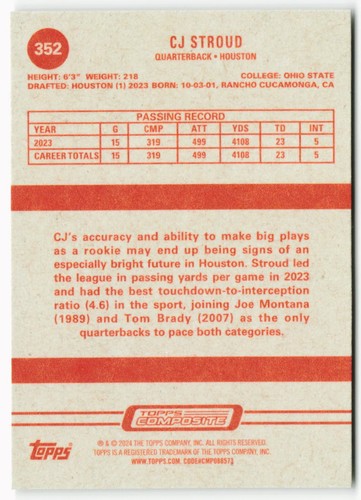 352
CJ STROUD
QUARTERBACK • HOUSTON
HEIGHT: 6'3" WEIGHT: 218 COLLEGE: OHIO STATE
DRAFTED: HOUSTON (1) 2023 BORN: 10-03-01, RANCHO CUCAMONGA, CA
PASSING RECORD
YEAR G CMP ATT YDS TD INT
2023 15 319 499 4108 23 5
CAREER TOTALS 15 319 499 4108 23 5
CJ's accuracy and ability to make big plays
as a rookie may end up being signs of an
especially bright future in Houston. Stroud led
the league in passing yards per game in 2023
and had the best touchdown-to-interception
ratio (4.6) in the sport, joining Joe Montana
(1989) and Tom Brady (2007) as the only
quarterbacks to pace both categories.
TOPPS
COMPOSITE
topps
® & © 2024 THE TOPPS COMPANY, INC. ALL RIGHTS RESERVED.
TOPPS IS A REGISTERED TRADEMARK OF THE TOPPS COMPANY, INC.
WWW.TOPPS.COM.